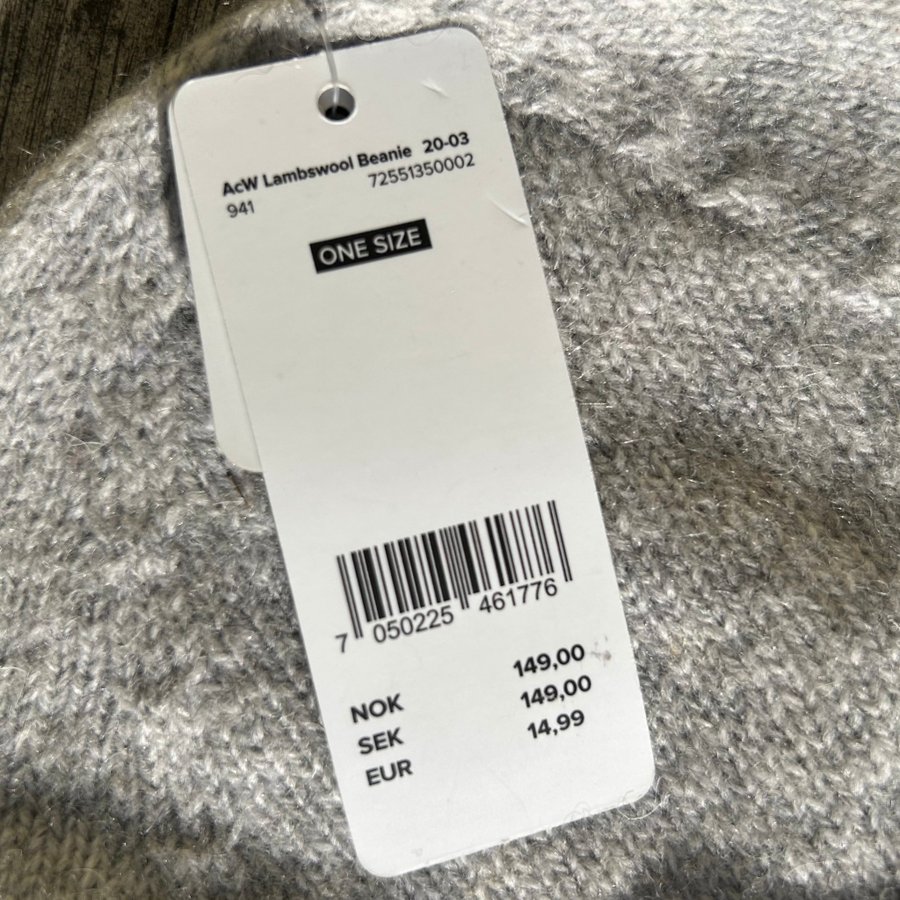 AcW Lambswool Beanie 20-03
941 72551350002
ONE SIZE
7 050225 461776
NOK 149,00
SEK 149,00
EUR 14,99